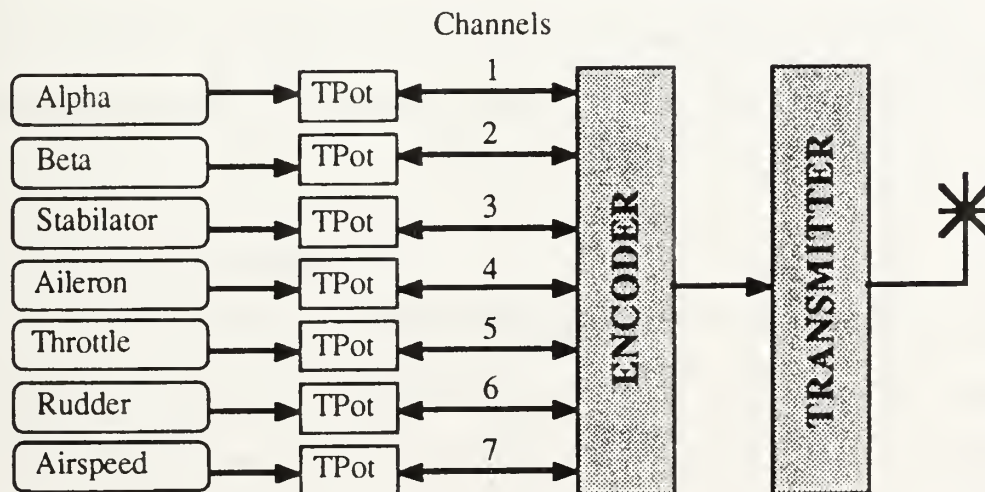 Channels
Alpha TPot 1
Beta TPot 2
Stabilator TPot 3
Aileron TPot 4
Throttle TPot 5
Rudder TPot 6
Airspeed TPot 7
ENCODER
TRANSMITTER